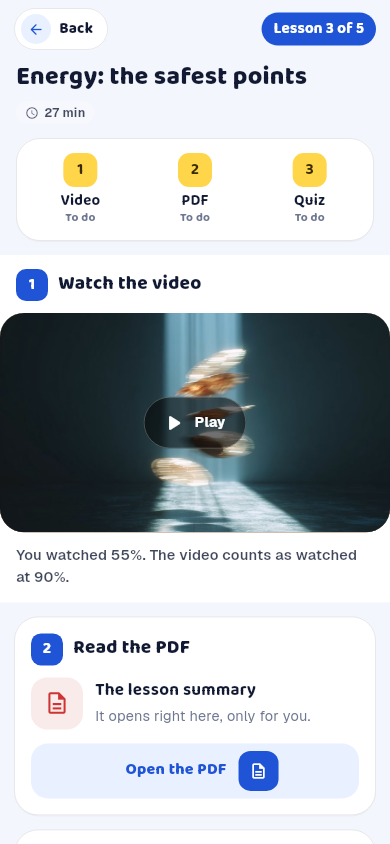 Back
Lesson 3 of 5
Energy: the safest points
27 min
1
2
3
Video
PDF
Quiz
To do
To do
To do
1 Watch the video
Play
You watched 55%. The video counts as watched
at 90%.
2 Read the PDF
The lesson summary
It opens right here, only for you.
Open the PDF